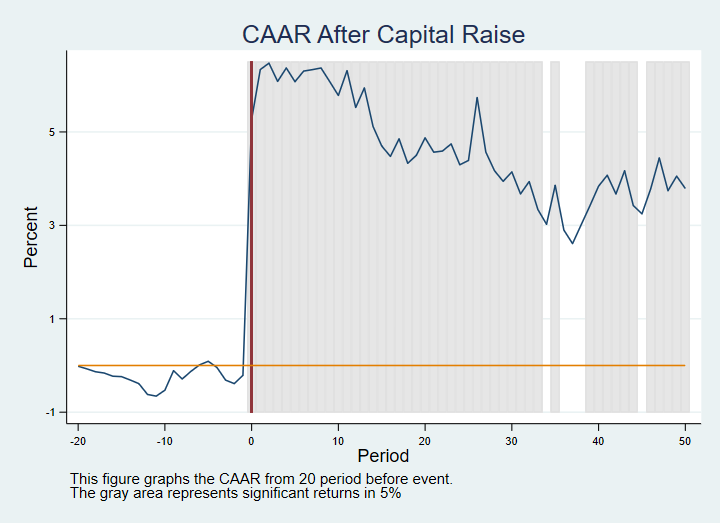 CAAR After Capital Raise
5
3
1
-1
Percent
-20 -10 0 10 20 30 40 50
Period
This figure graphs the CAAR from 20 period before event.
The gray area represents significant returns in 5%